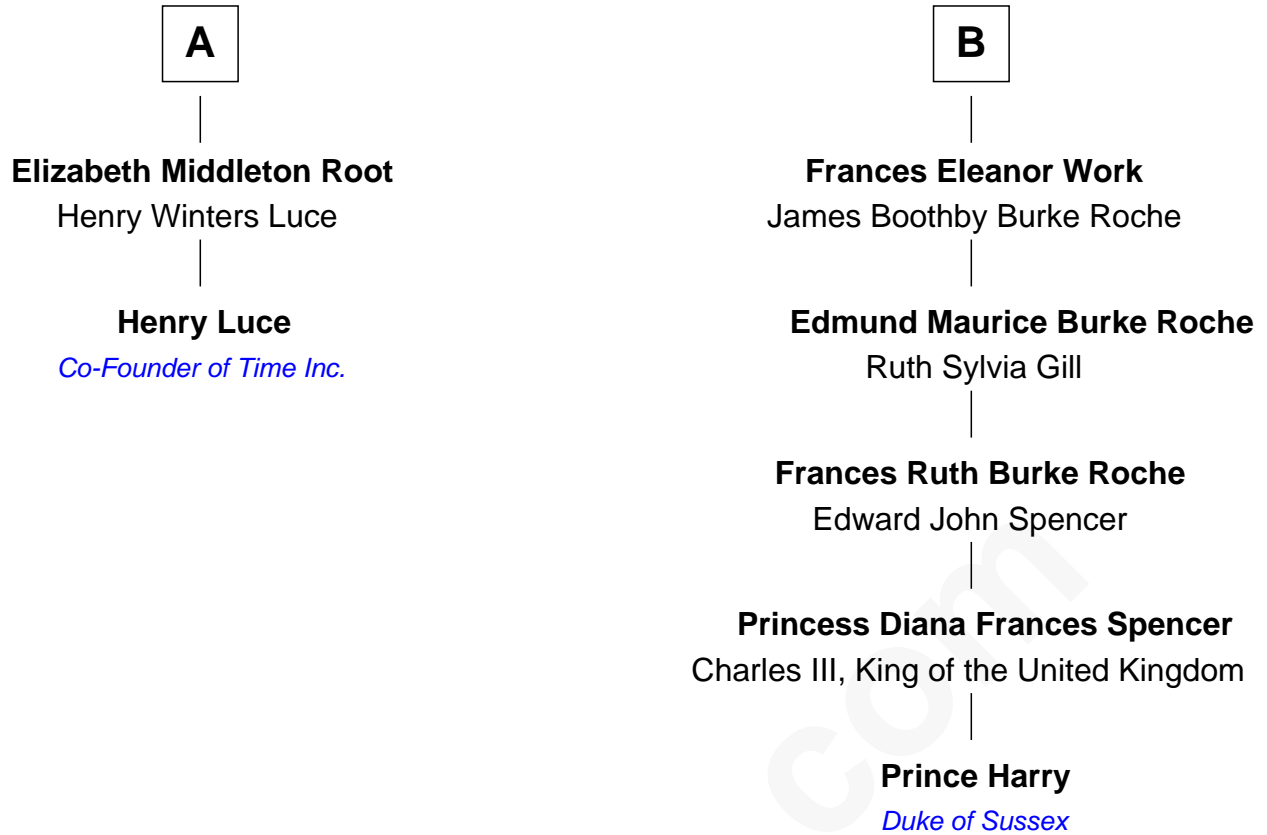 A
Elizabeth Middleton Root
Henry Winters Luce
Henry Luce
Co-Founder of Time Inc.
B
Frances Eleanor Work
James Boothby Burke Roche
Edmund Maurice Burke Roche
Ruth Sylvia Gill
Frances Ruth Burke Roche
Edward John Spencer
Princess Diana Frances Spencer
Charles III, King of the United Kingdom
Prince Harry
Duke of Sussex
com